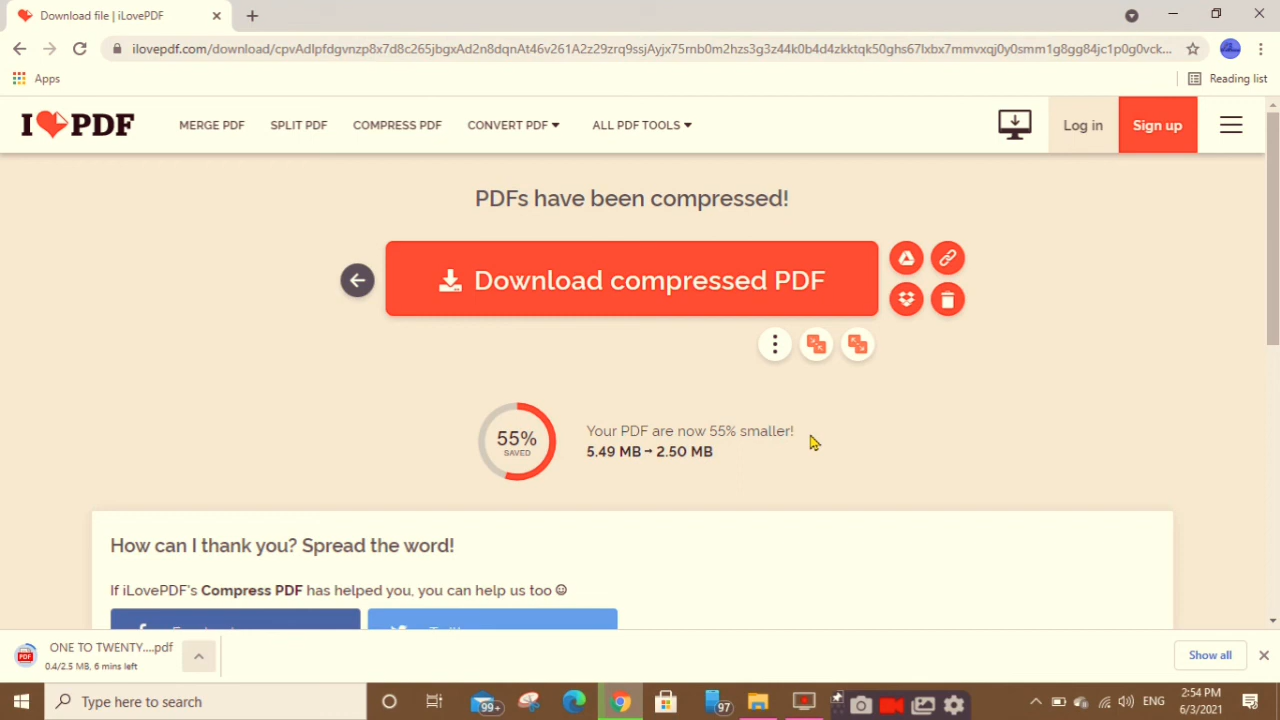 Download file | iLovePDF
ilovepdf.com/download/
Apps
Reading list
I PDF
MERGE PDF
SPLIT PDF
COMPRESS PDF
CONVERT PDF
ALL PDF TOOLS
Log in
Sign up
PDFs have been compressed!
Download compressed PDF
55%
SAVED
Your PDF are now 55% smaller!
5.49 MB → 2.50 MB
How can I thank you? Spread the word!
If iLovePDF's Compress PDF has helped you, you can help us too
ONE TO TWENTY....pdf
0.4/2.5 MB, 6 mins left
Show all
Type here to search
99+
97
ENG
2:54 PM
6/3/2021